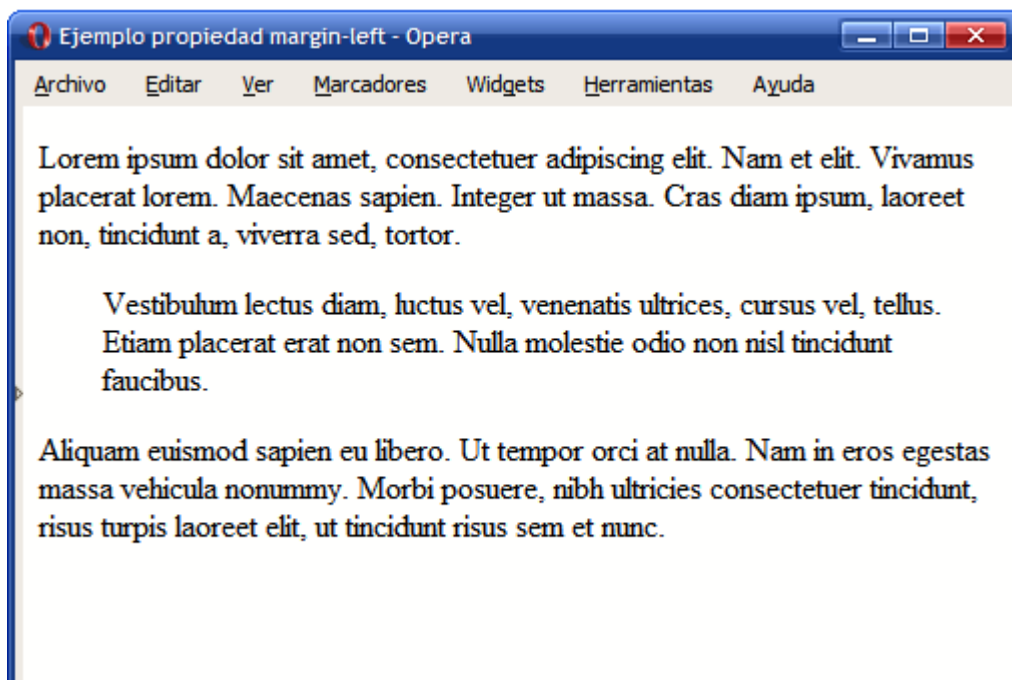 Ejemplo propiedad margin-left - Opera
Archivo Editar Ver Marcadores Widgets Herramientas Ayuda
Lorem ipsum dolor sit amet, consectetuer adipiscing elit. Nam et elit. Vivamus
placerat lorem. Maecenas sapien. Integer ut massa. Cras diam ipsum, laoreet
non, tincidunt a, viverra sed, tortor.
Vestibulum lectus diam, luctus vel, venenatis ultrices, cursus vel, tellus.
Etiam placerat erat non sem. Nulla molestie odio non nisl tincidunt
faucibus.
Aliquam euismod sapien eu libero. Ut tempor orci at nulla. Nam in eros egestas
massa vehicula nonummy. Morbi posuere, nibh ultricies consectetuer tincidunt,
risus turpis laoreet elit, ut tincidunt risus sem et nunc.